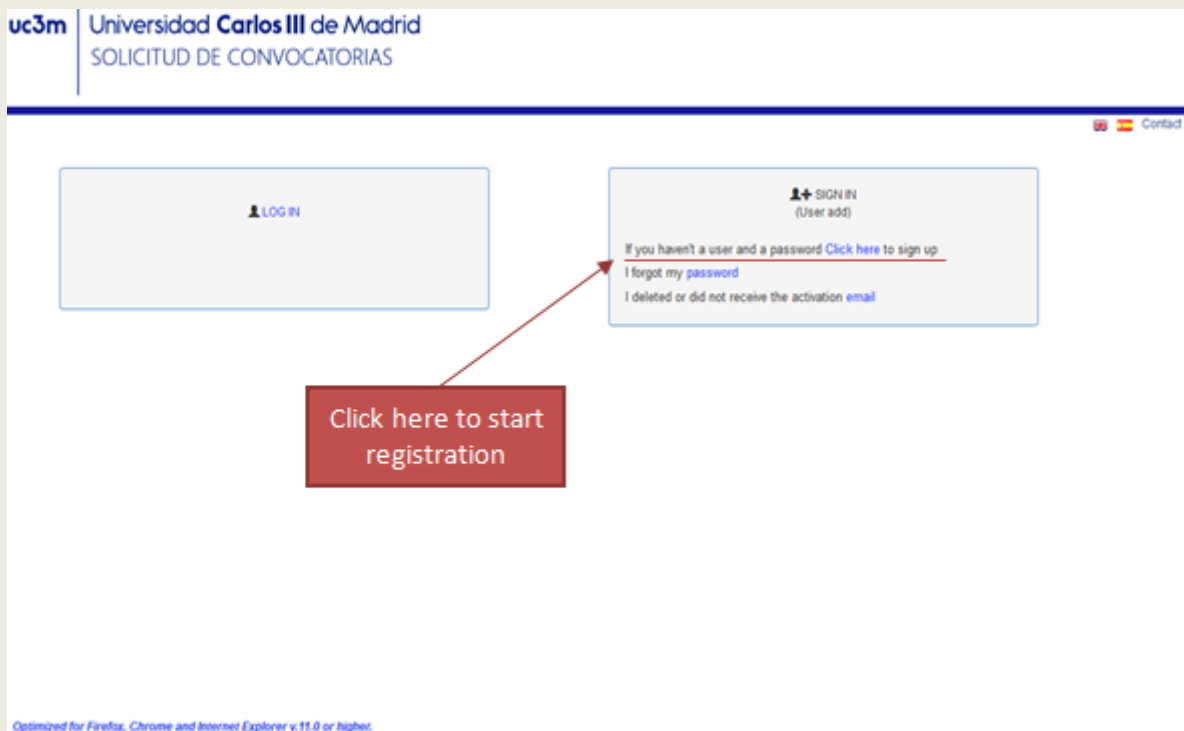 uc3m
Universidad Carlos III de Madrid
SOLICITUD DE CONVOCATORIAS
Contact
LOG IN
SIGN IN
(User add)
If you haven't a user and a password Click here to sign up
I forgot my password
I deleted or did not receive the activation email
Click here to start
registration
Optimized for Firefox, Chrome and Internet Explorer v.11.0 or higher.